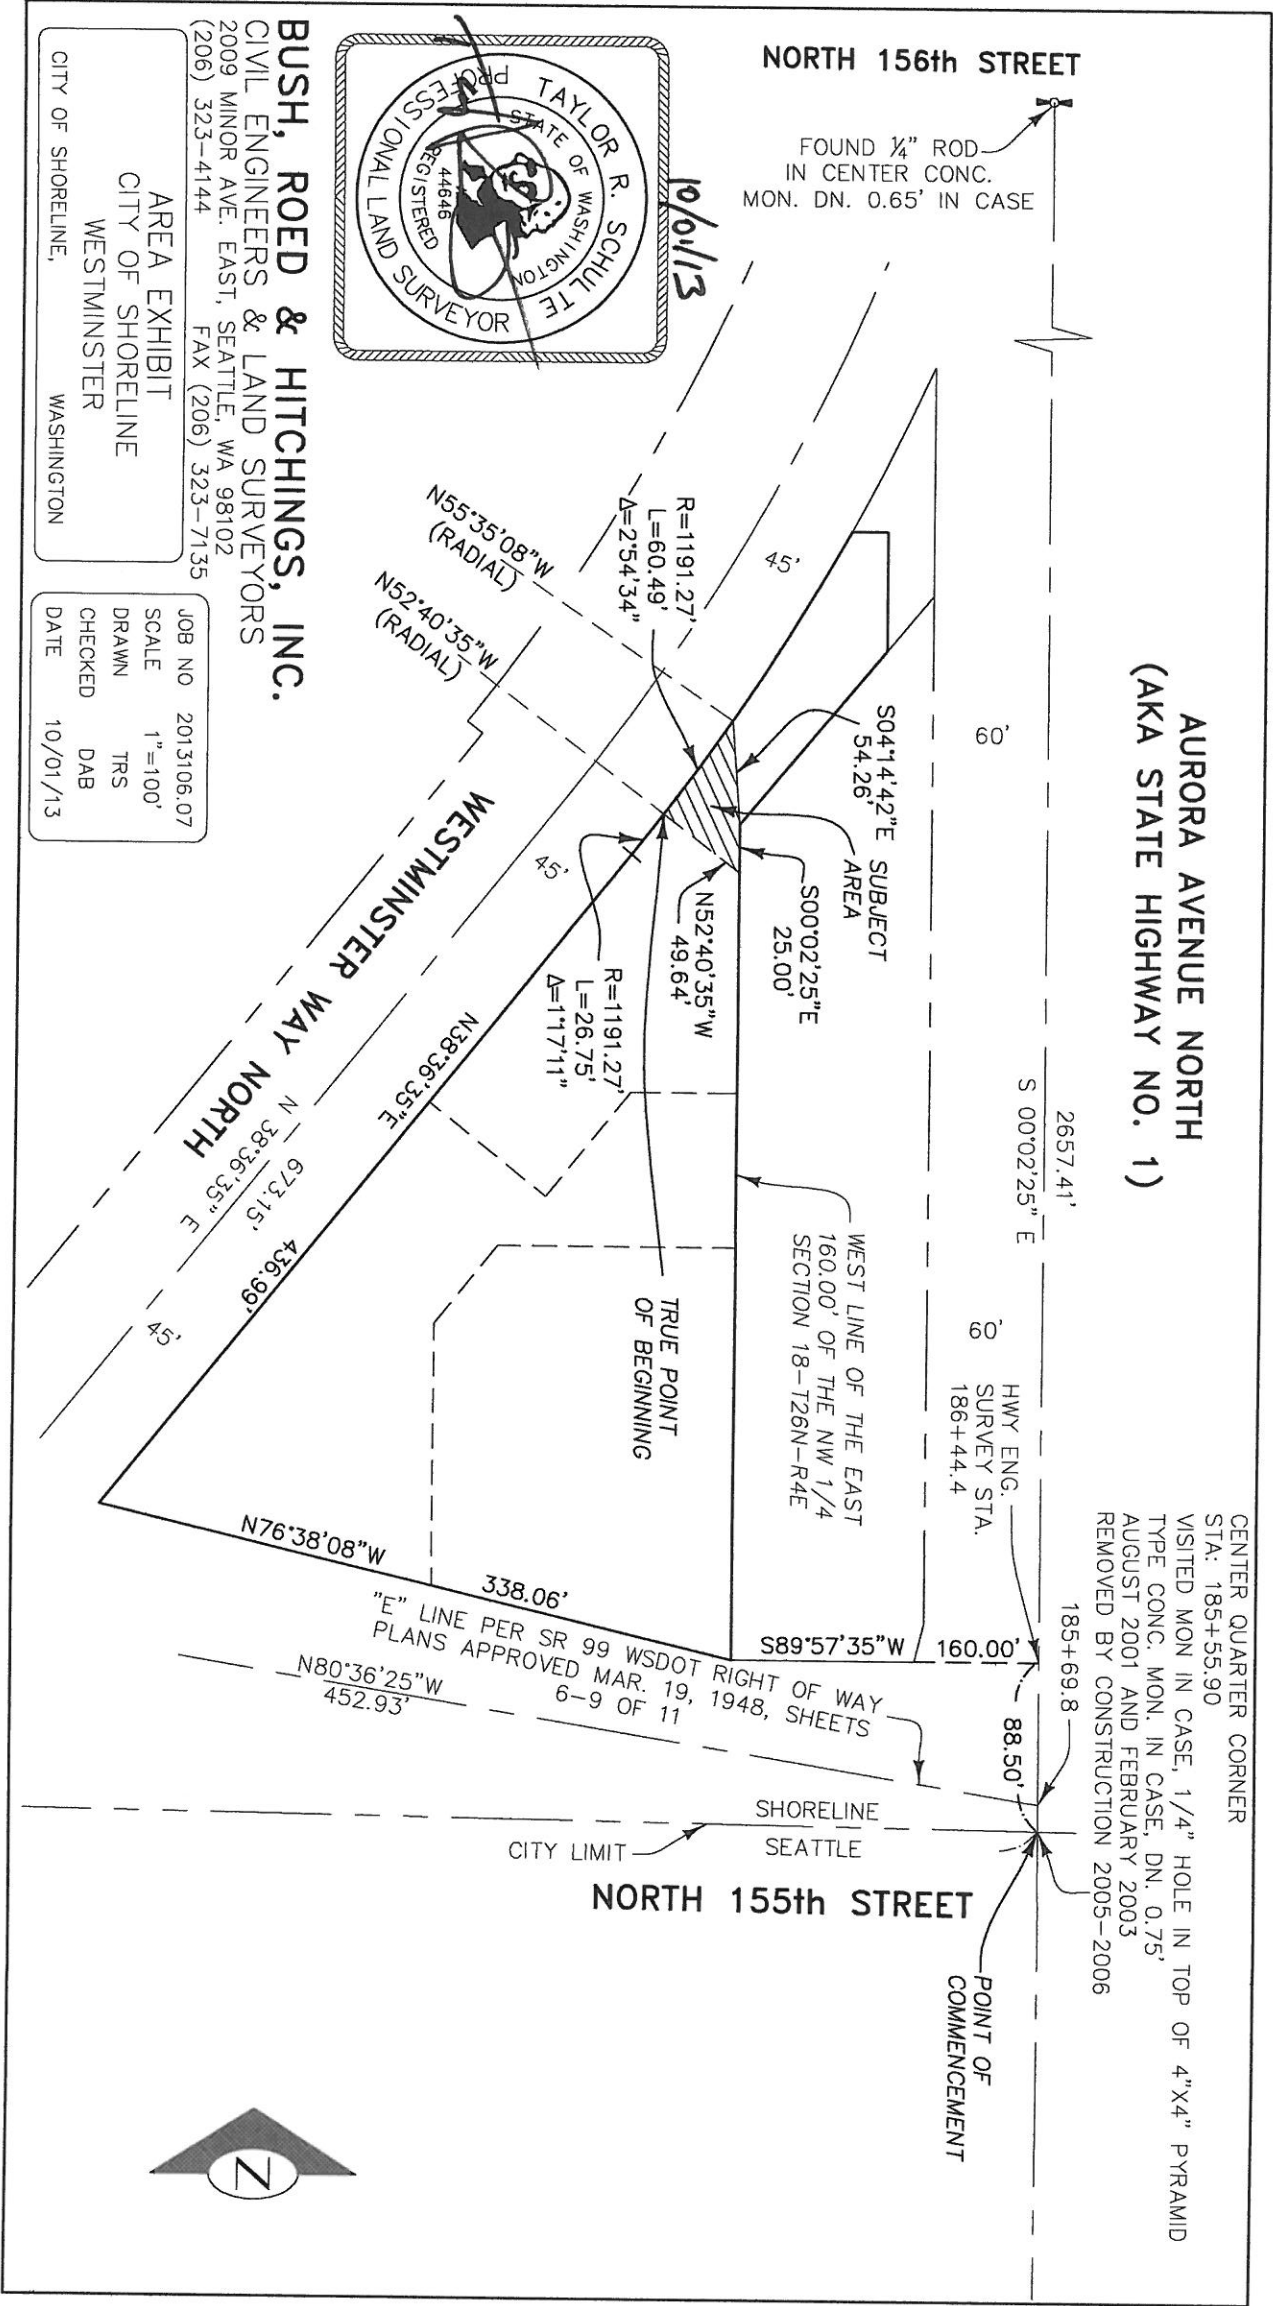 NORTH 156th STREET
FOUND ¼" ROD
IN CENTER CONC.
MON. DN. 0.65' IN CASE
AURORA AVENUE NORTH
(AKA STATE HIGHWAY NO. 1)
2657.41'
S 00°02'25" E
60'
60'
CENTER QUARTER CORNER
STA: 185+55.90
VISITED MON IN CASE, 1/4" HOLE IN TOP OF 4"X4" PYRAMID
TYPE CONC. MON. IN CASE, DN. 0.75'
AUGUST 2001 AND FEBRUARY 2003
REMOVED BY CONSTRUCTION 2005-2006
185+69.8
HWY ENG.
SURVEY STA.
186+44.4
88.50'
S89°57'35"W 160.00'
POINT OF
COMMENCEMENT
S04°14'42"E
54.26'
SUBJECT
AREA
S00°02'25"E
25.00'
N52°40'35"W
49.64'
WEST LINE OF THE EAST
160.00' OF THE NW 1/4
SECTION 18-T26N-R4E
TRUE POINT
OF BEGINNING
R=1191.27'
L=60.49'
Δ=2°54'34"
R=1191.27'
L=26.75'
Δ=1°17'11"
N55°35'08"W
(RADIAL)
N52°40'35"W
(RADIAL)
45'
45'
45'
WESTMINSTER WAY NORTH
N38°36'35"E
436.99'
673.15'
N 38°36'35" E
N76°38'08"W
338.06'
"E" LINE PER SR 99 WSDOT RIGHT OF WAY
PLANS APPROVED MAR. 19, 1948, SHEETS
6-9 OF 11
N80°36'25"W
452.93'
SHORELINE
CITY LIMIT
SEATTLE
NORTH 155th STREET
N
10/01/13
TAYLOR R. SCHULTE
STATE OF WASHINGTON
44646
REGISTERED
PROFESSIONAL LAND SURVEYOR
BUSH, ROED & HITCHINGS, INC.
CIVIL ENGINEERS & LAND SURVEYORS
2009 MINOR AVE. EAST, SEATTLE, WA 98102
(206) 323-4144 FAX (206) 323-7135
AREA EXHIBIT
CITY OF SHORELINE
WESTMINSTER
CITY OF SHORELINE, WASHINGTON
JOB NO 2013106.07
SCALE 1"=100'
DRAWN TRS
CHECKED DAB
DATE 10/01/13